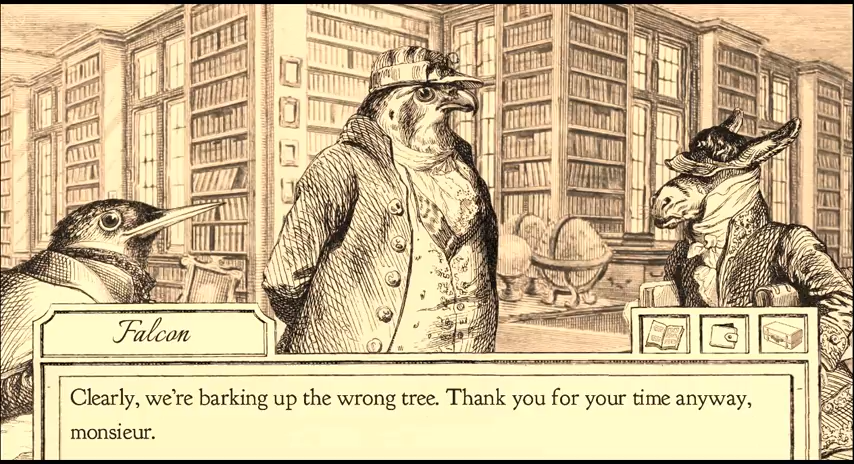 Falcon
Clearly, we're barking up the wrong tree. Thank you for your time anyway,
monsieur.